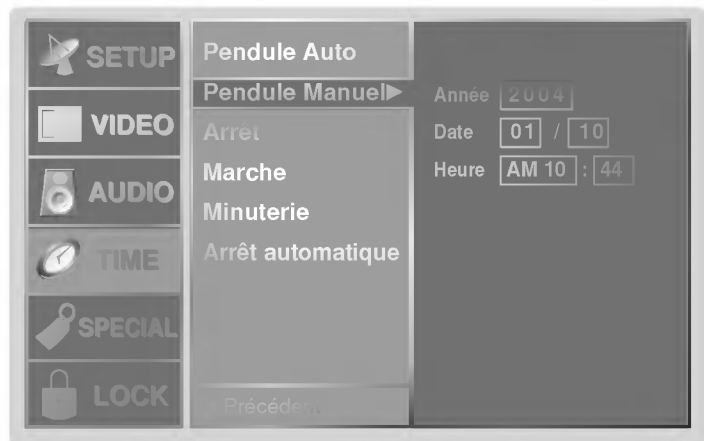 SETUP
VIDEO
AUDIO
TIME
SPECIAL
LOCK
Pendule Auto
Pendule Manuel►
Arrêt
Marche
Minuterie
Arrêt automatique
Précédent
Année 2004
Date 01 / 10
Heure AM 10 : 44